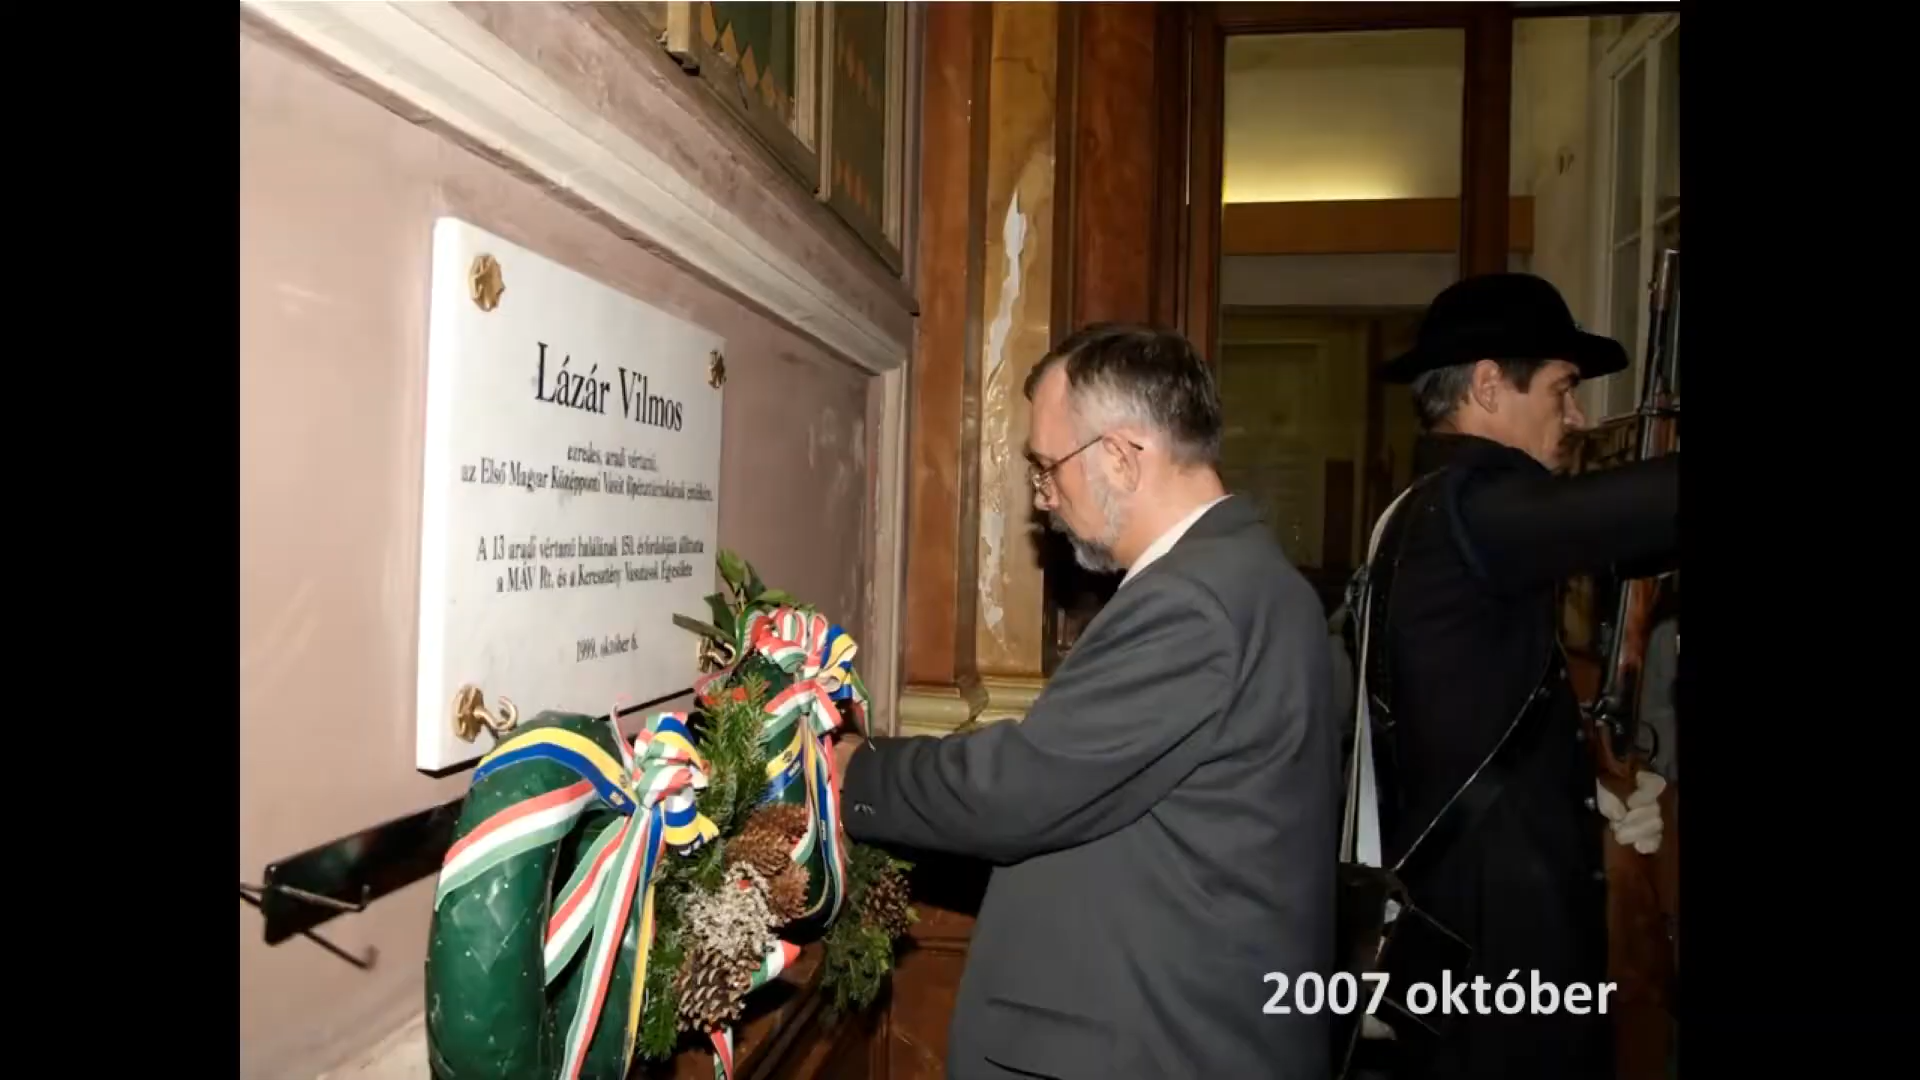 Lázár Vilmos
ezredes, aradi vértanú,
az Első Magyar Középponti Vasút főpénztárnokának emlékére.
A 13 aradi vértanú halálának 150. évfordulóján állíttatta
a MÁV Rt. és a Keresztény Vasutasok Egyesülete
1999. október 6.
2007 október